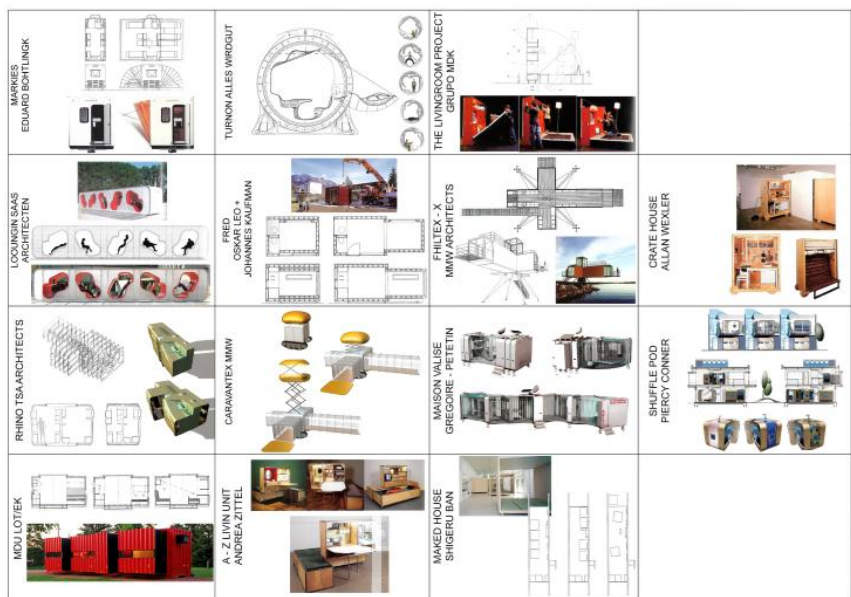 MARKIES
EDUARD BOHTLINGK
TURNON ALLES WIRDGUT
THE LIVINGROOM PROJECT
GRUPO MDK
LOOUNGIN SAAS
ARCHITECTEN
FRED
OSKAR LEO +
JOHANNES KAUFMAN
FHILTEX - X
MMW ARCHITECTS
CRATE HOUSE
ALLAN WEXLER
RHINO TSA ARCHITECTS
CARAVANTEX MMW
MAISON VALISE
GREGOIRE - PETETIN
SHUFFLE POD
PIERCY CONNER
MDU LOT/EK
A - Z LIVIN UNIT
ANDREA ZITTEL
MAKED HOUSE
SHIGERU BAN